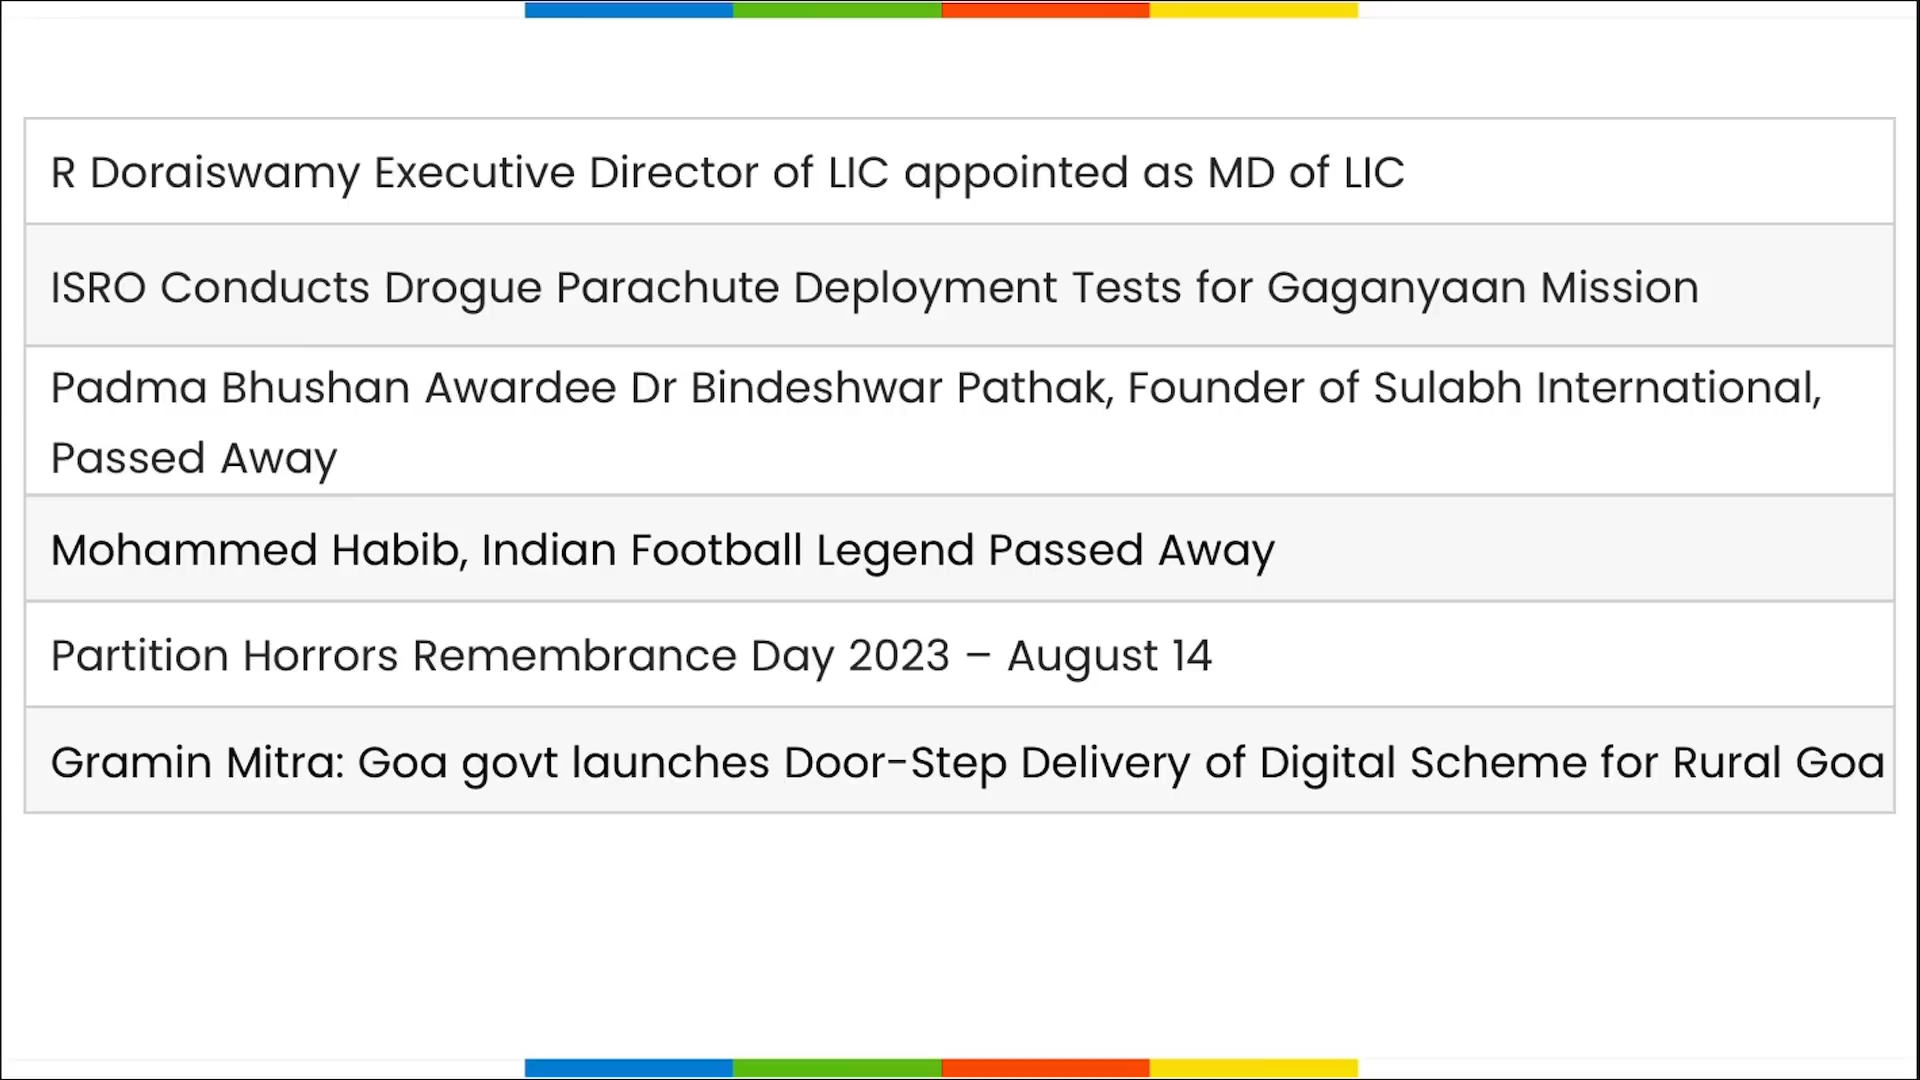 R Doraiswamy Executive Director of LIC appointed as MD of LIC
ISRO Conducts Drogue Parachute Deployment Tests for Gaganyaan Mission
Padma Bhushan Awardee Dr Bindeshwar Pathak, Founder of Sulabh International,
Passed Away
Mohammed Habib, Indian Football Legend Passed Away
Partition Horrors Remembrance Day 2023 – August 14
Gramin Mitra: Goa govt launches Door-Step Delivery of Digital Scheme for Rural Goa